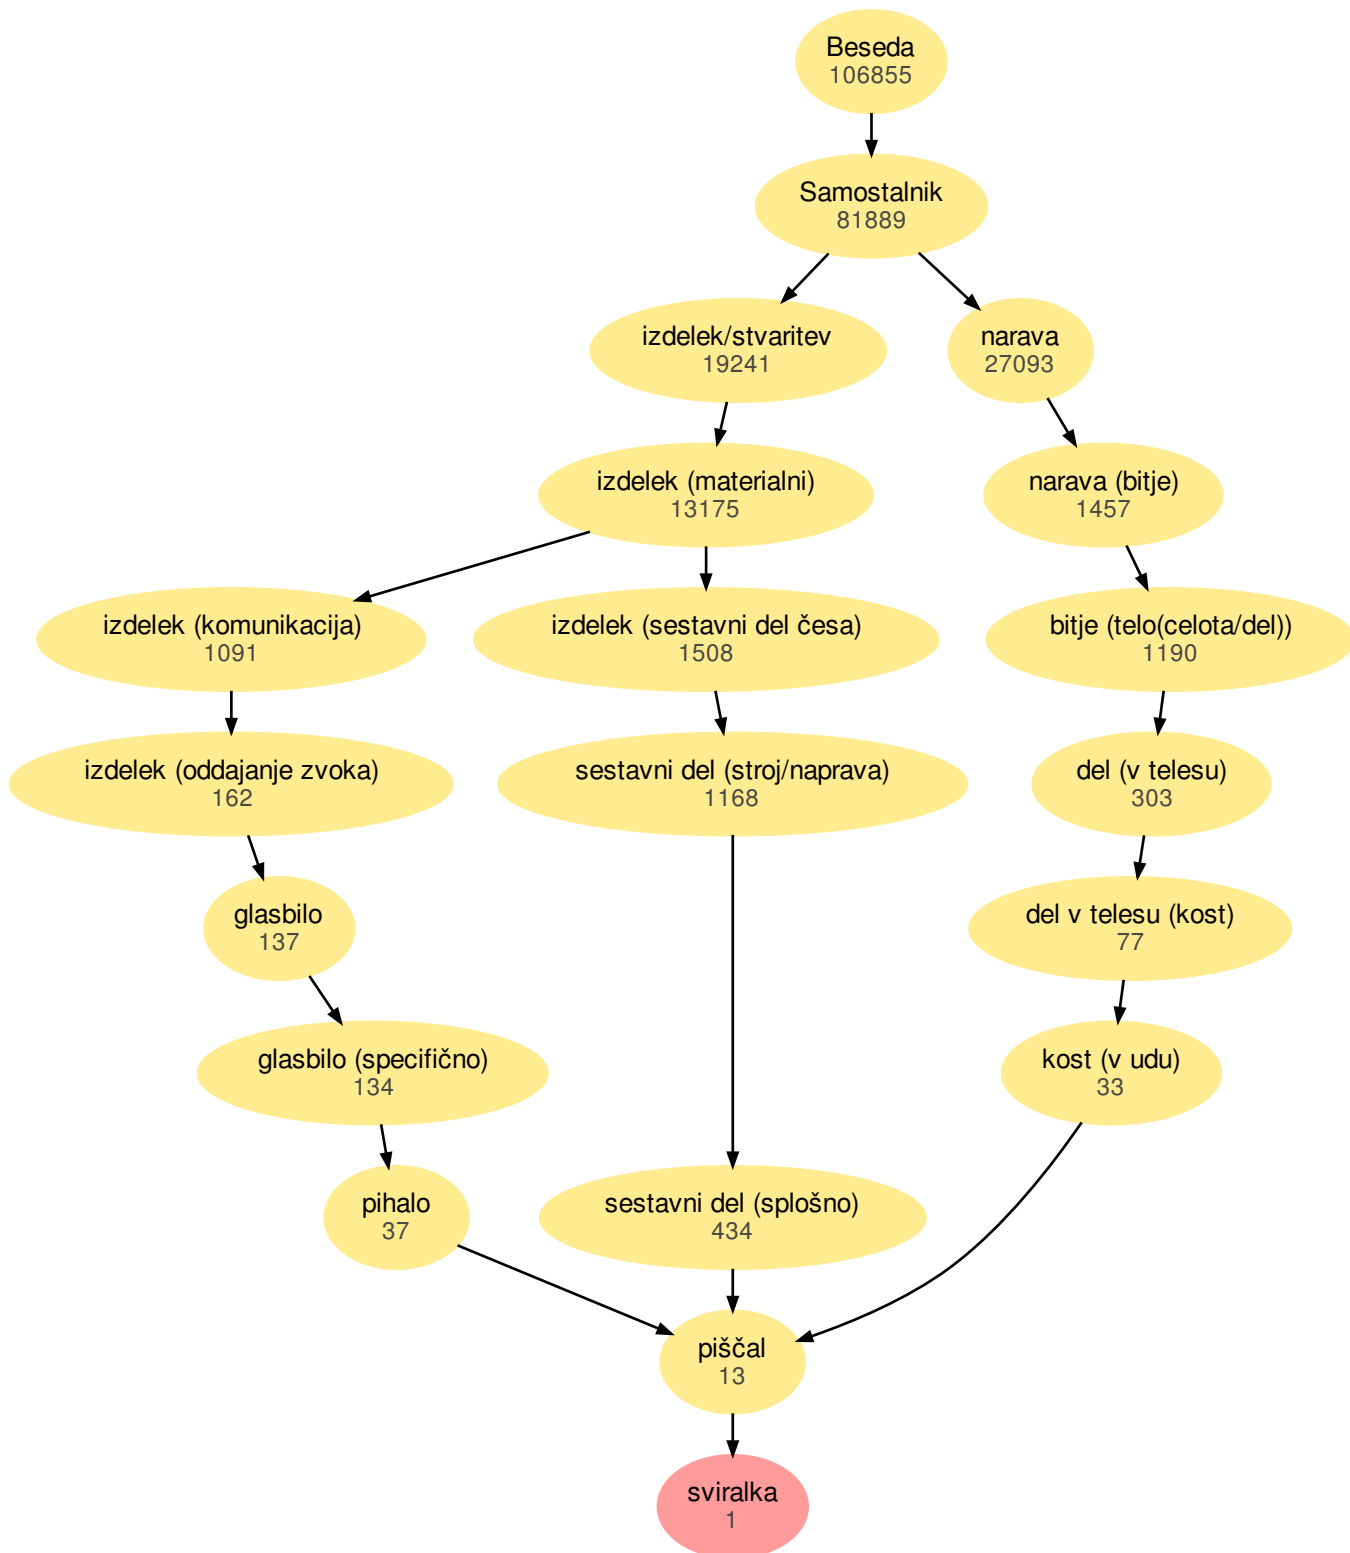 Beseda
106855
Samostalnik
81889
izdelek/stvaritev
19241
narava
27093
izdelek (materialni)
13175
narava (bitje)
1457
izdelek (komunikacija)
1091
izdelek (sestavni del česa)
1508
bitje (telo(celota/del))
1190
izdelek (oddajanje zvoka)
162
sestavni del (stroj/naprava)
1168
del (v telesu)
303
glasbilo
137
del v telesu (kost)
77
glasbilo (specifično)
134
kost (v udu)
33
pihalo
37
sestavni del (splošno)
434
piščal
13
sviralka
1